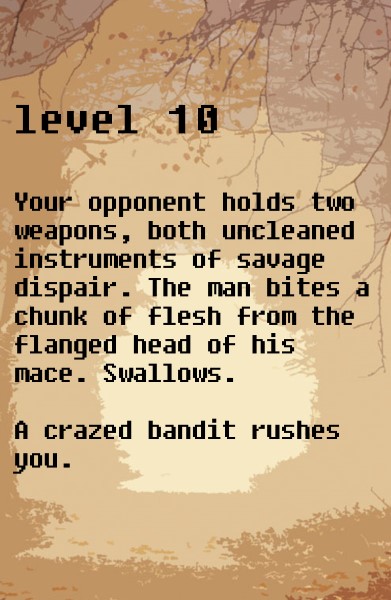 level 10
Your opponent holds two
weapons, both uncleaned
instruments of savage
dispair. The man bites a
chunk of flesh from the
flanged head of his
mace. Swallows.
A crazed bandit rushes
you.